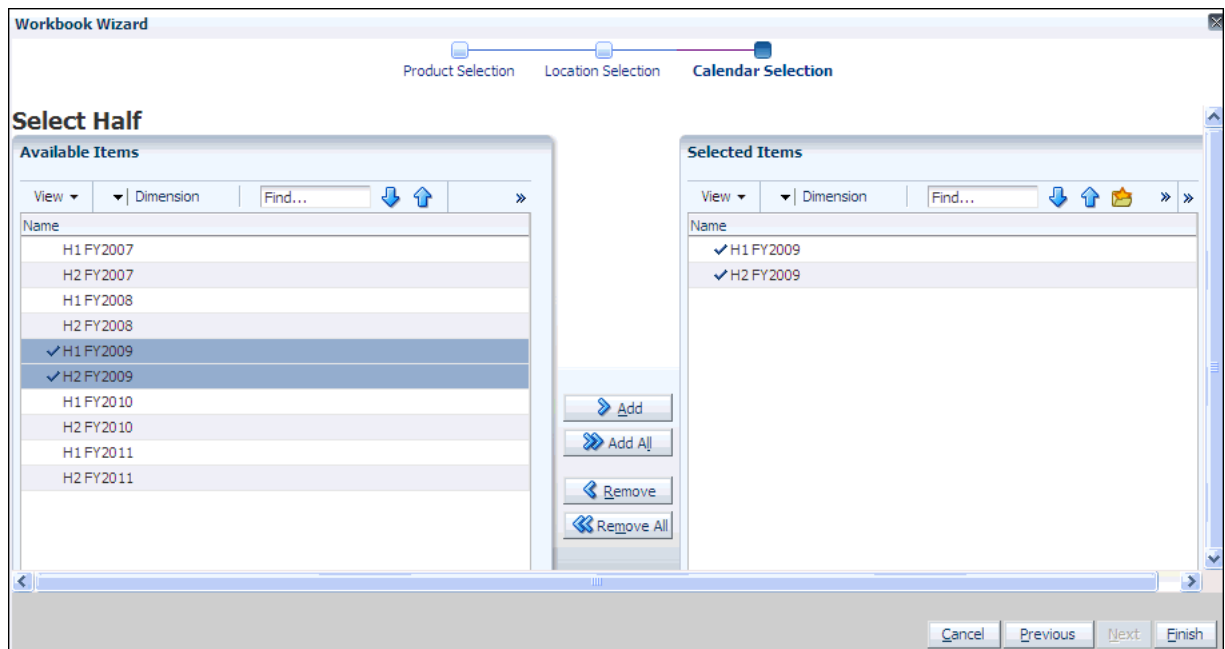 Workbook Wizard
Product Selection Location Selection Calendar Selection
Select Half
Available Items
View Dimension Find... »
Name
H1 FY2007
H2 FY2007
H1 FY2008
H2 FY2008
H1 FY2009
H2 FY2009
H1 FY2010
H2 FY2010
H1 FY2011
H2 FY2011
Add
Add All
Remove
Remove All
Selected Items
View Dimension Find... » »
Name
H1 FY2009
H2 FY2009
Cancel Previous Next Finish